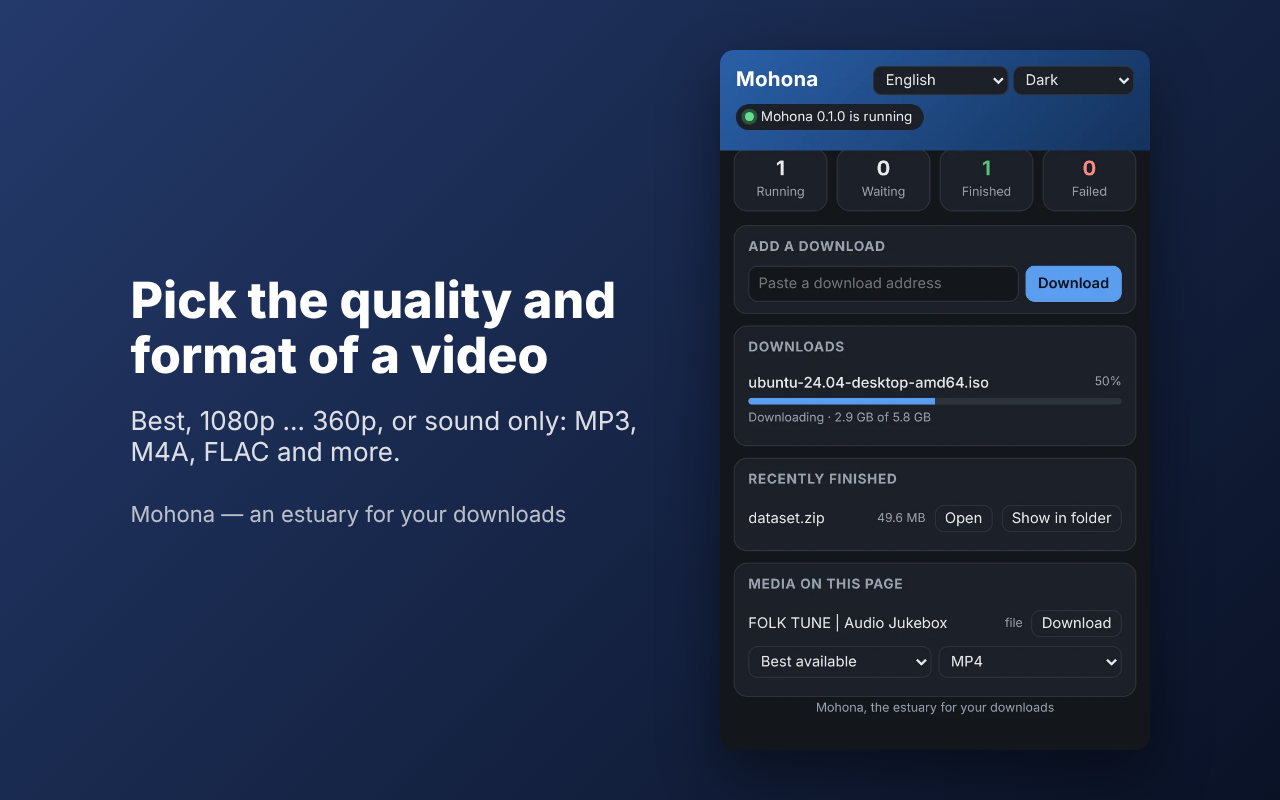 Pick the quality and
format of a video
Best, 1080p ... 360p, or sound only: MP3,
M4A, FLAC and more.
Mohona — an estuary for your downloads
Mohona
English
Dark
Mohona 0.1.0 is running
1
Running
0
Waiting
1
Finished
0
Failed
ADD A DOWNLOAD
Paste a download address
Download
DOWNLOADS
ubuntu-24.04-desktop-amd64.iso
50%
Downloading · 2.9 GB of 5.8 GB
RECENTLY FINISHED
dataset.zip
49.6 MB
Open
Show in folder
MEDIA ON THIS PAGE
FOLK TUNE | Audio Jukebox
file
Download
Best available
MP4
Mohona, the estuary for your downloads